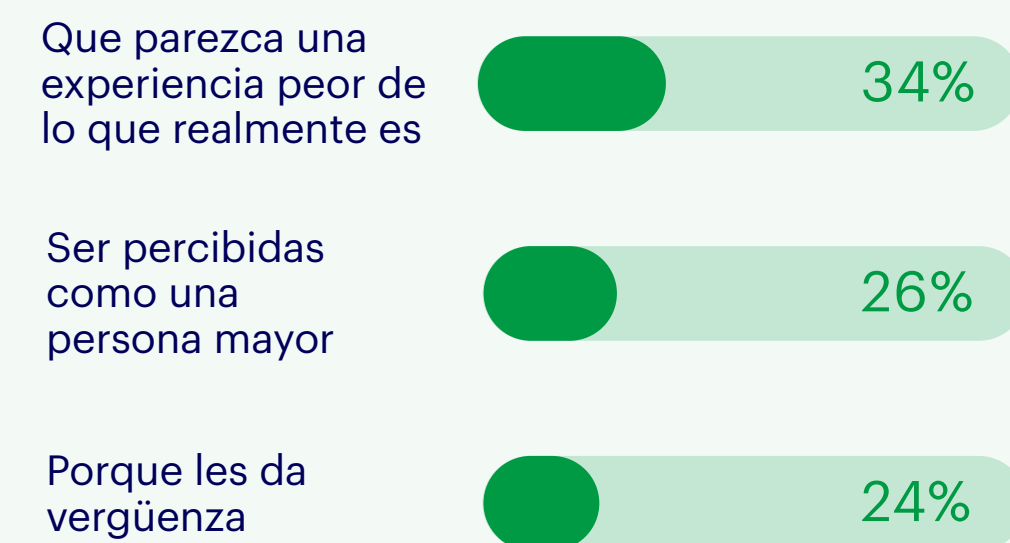 Que parezca una
experiencia peor de
lo que realmente es
34%
Ser percibidas
como una
persona mayor
26%
Porque les da
vergüenza
24%